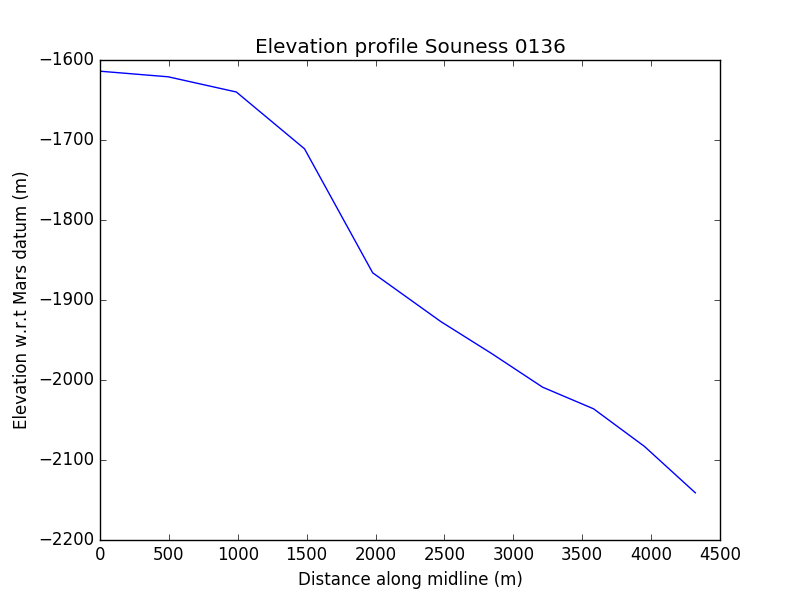 Elevation profile Souness 0136
−1600
−1700
−1800
−1900
−2000
−2100
−2200
Elevation w.r.t Mars datum (m)
0 500 1000 1500 2000 2500 3000 3500 4000 4500
Distance along midline (m)